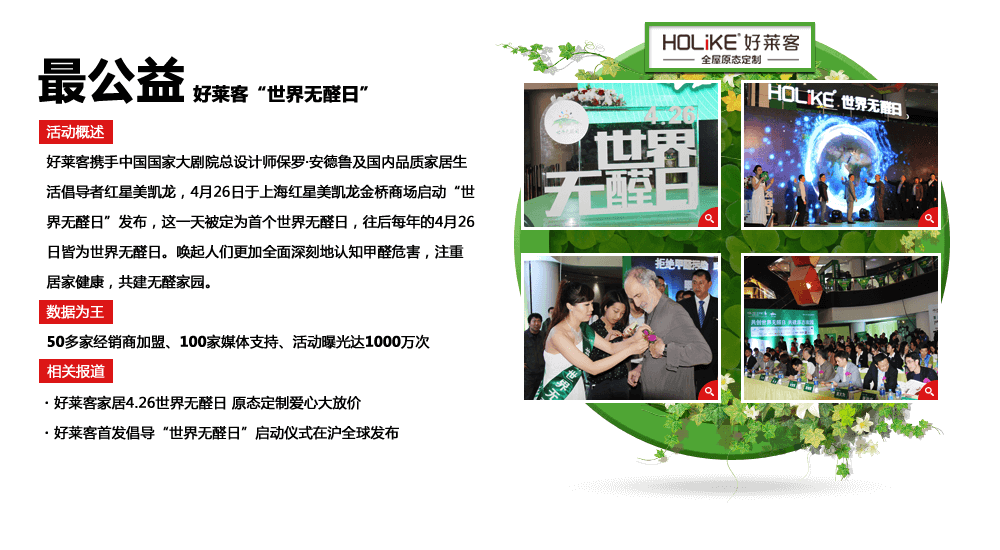 最公益 好莱客“世界无醛日”
活动概述
好莱客携手中国国家大剧院总设计师保罗·安德鲁及国内品质家居生
活倡导者红星美凯龙，4月26日于上海红星美凯龙金桥商场启动“世
界无醛日”发布，这一天被定为首个世界无醛日，往后每年的4月26
日皆为世界无醛日。唤起人们更加全面深刻地认知甲醛危害，注重
居家健康，共建无醛家园。
数据为王
50多家经销商加盟、100家媒体支持、活动曝光达1000万次
相关报道
· 好莱客家居4.26世界无醛日 原态定制爱心大放价
· 好莱客首发倡导“世界无醛日”启动仪式在沪全球发布
HOLiKE® 好莱客
全屋原态定制
4.26
世界
无醛日
HOLiKE® 世界无醛日
拒绝甲醛污染
世界无
共创世界无醛日